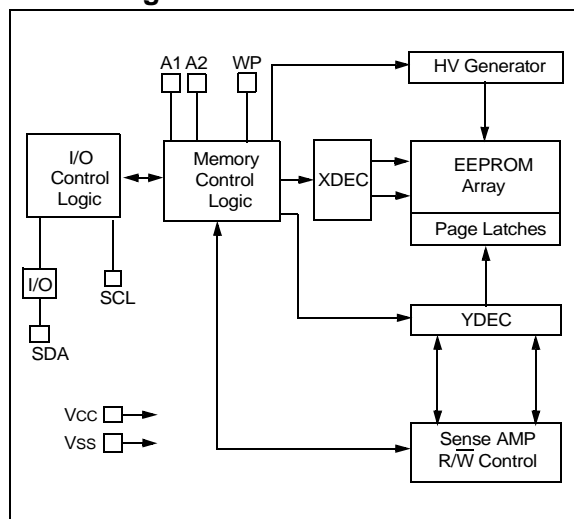 A1 A2 WP
HV Generator
I/O
Control
Logic
Memory
Control
Logic
XDEC
EEPROM
Array
Page Latches
I/O
SCL
SDA
YDEC
VCC
VSS
Sense AMP
R/W̅ Control